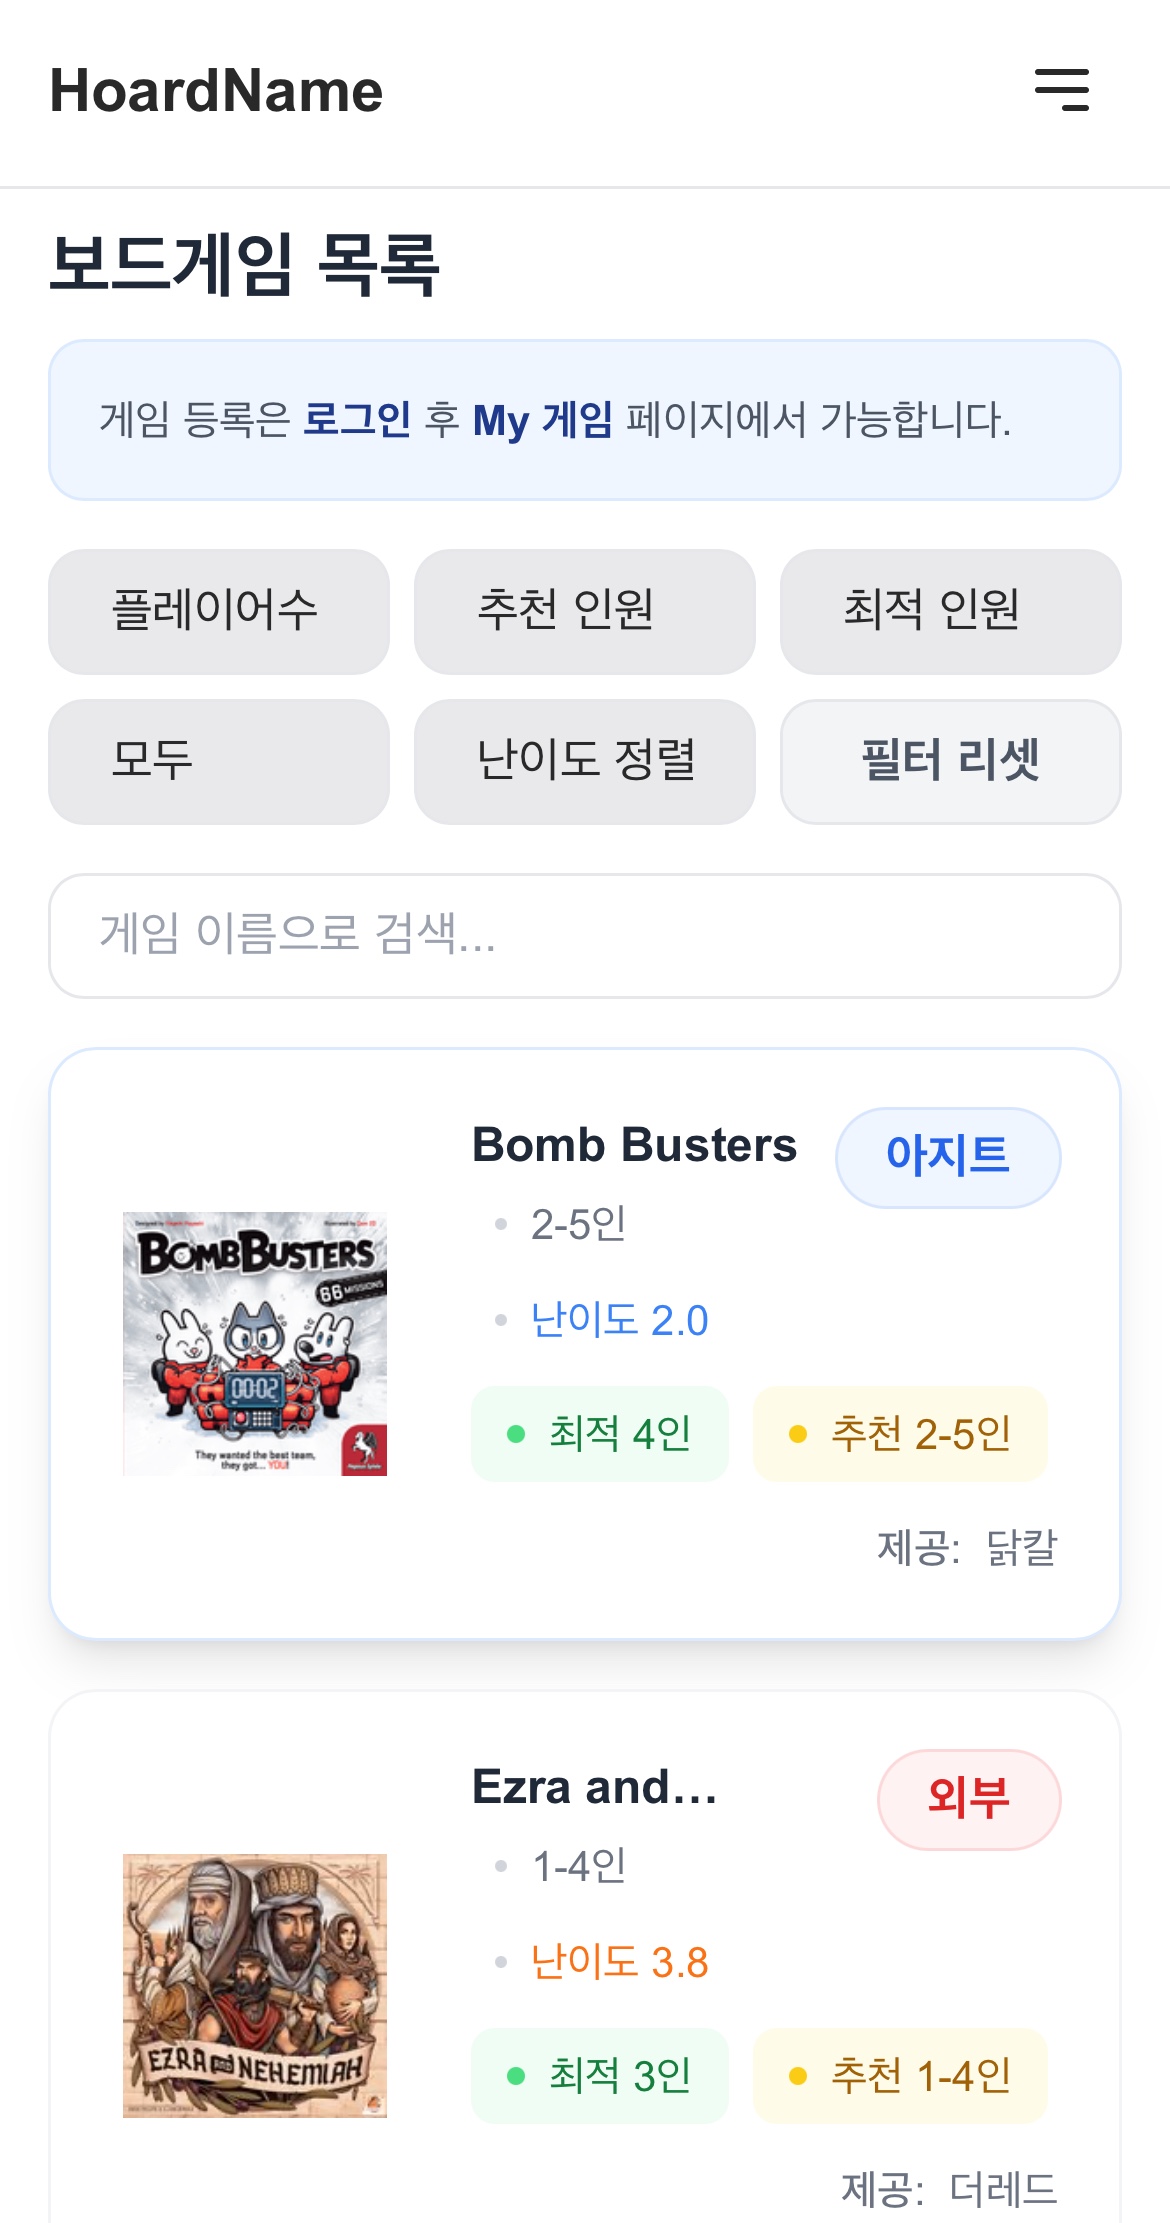 HoardName
보드게임 목록
게임 등록은 로그인 후 My 게임 페이지에서 가능합니다.
플레이어수 추천 인원 최적 인원
모두 난이도 정렬 필터 리셋
게임 이름으로 검색...
Bomb Busters 아지트
2-5인
난이도 2.0
최적 4인 추천 2-5인
제공: 닭칼
BOMBBUSTERS
66 MISSIONS
00:02
They wanted the best team,
they got... YOU!
Ezra and... 외부
1-4인
난이도 3.8
최적 3인 추천 1-4인
제공: 더레드
EZRA AND NEHEMIAH